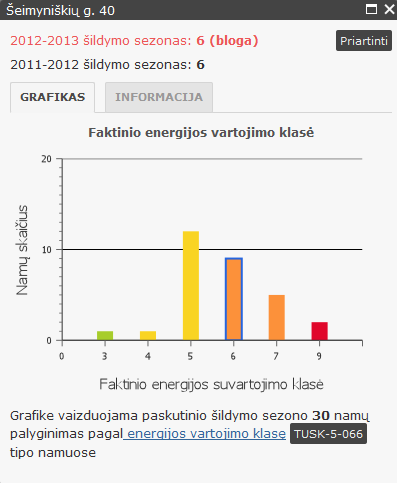 Šeimyniškių g. 40
2012-2013 šildymo sezonas: 6 (bloga)
Priartinti
2011-2012 šildymo sezonas: 6
GRAFIKAS
INFORMACIJA
Faktinio energijos vartojimo klasė
Namų skaičius
20
10
0
0 3 4 5 6 7 9
Faktinio energijos suvartojimo klasė
Grafike vaizduojama paskutinio šildymo sezono 30 namų
palyginimas pagal energijos vartojimo klasę TUSK-5-066
tipo namuose